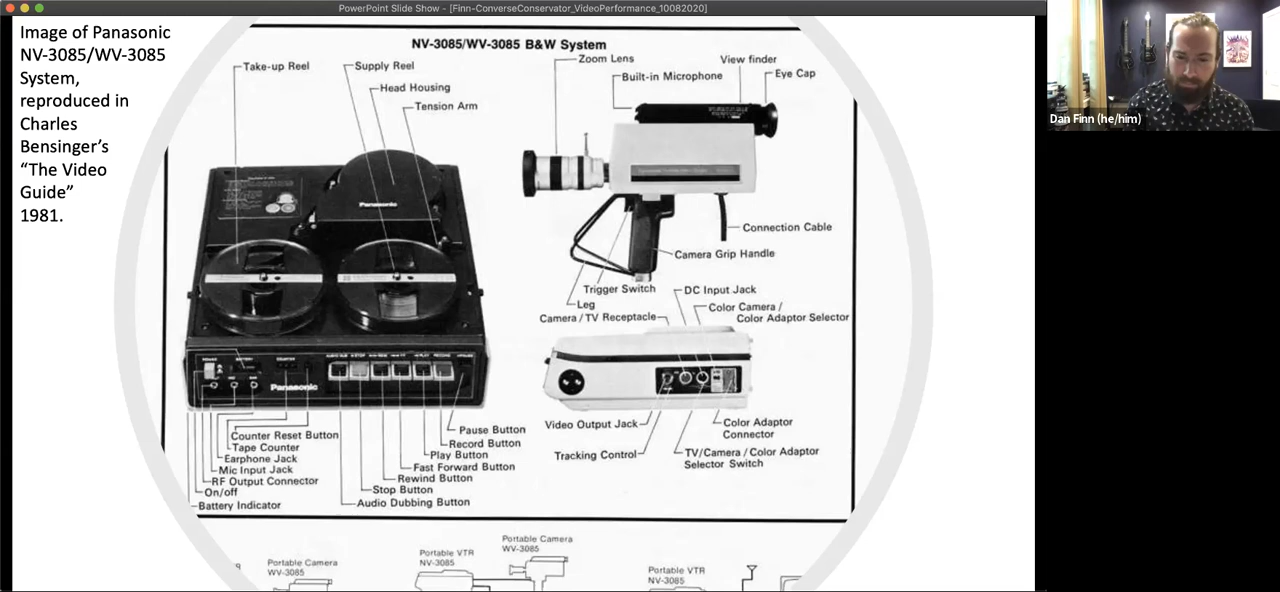 PowerPoint Slide Show - [Finn-ConverseConservator_VideoPerformance_10082020]
Image of Panasonic
NV-3085/WV-3085
System,
reproduced in
Charles
Bensinger's
“The Video
Guide”
1981.
NV-3085/WV-3085 B&W System
Take-up Reel
Supply Reel
Head Housing
Tension Arm
Panasonic
Zoom Lens
Built-in Microphone
View finder
Eye Cap
Connection Cable
Camera Grip Handle
Trigger Switch
Leg
DC Input Jack
Camera/TV Receptacle
Color Camera/
Color Adaptor Selector
Panasonic
Counter Reset Button
Tape Counter
Earphone Jack
Mic Input Jack
RF Output Connector
On/off
Battery Indicator
Pause Button
Record Button
Play Button
Fast Forward Button
Rewind Button
Stop Button
Audio Dubbing Button
Video Output Jack
Tracking Control
Color Adaptor
Connector
TV/Camera/Color Adaptor
Selector Switch
Portable Camera
WV-3085
Portable VTR
NV-3085
Portable Camera
WV-3085
Portable VTR
NV-3085
Dan Finn (he/him)